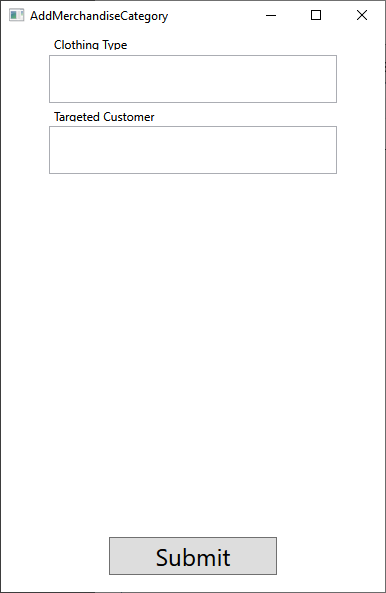 AddMerchandiseCategory
Clothing Type
Targeted Customer
Submit